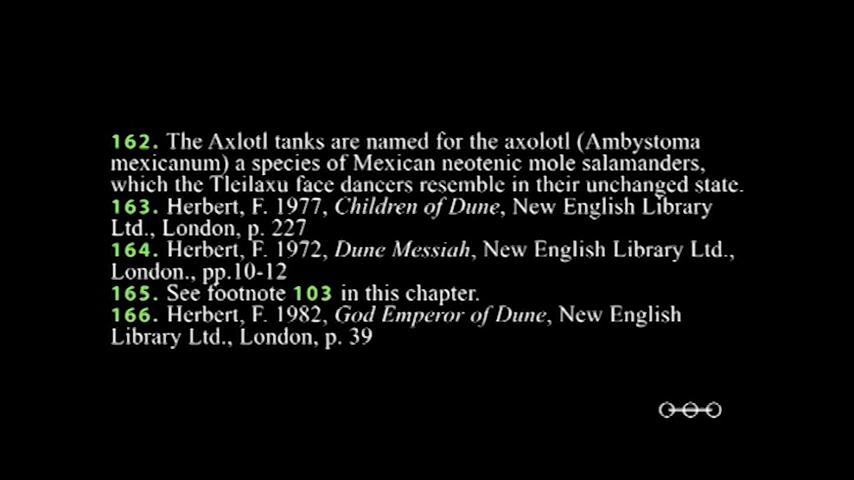 162. The Axlotl tanks are named for the axolotl (Ambystoma
mexicanum) a species of Mexican neotenic mole salamanders,
which the Tleilaxu face dancers resemble in their unchanged state.
163. Herbert, F. 1977, Children of Dune, New English Library
Ltd., London, p. 227
164. Herbert, F. 1972, Dune Messiah, New English Library Ltd.,
London., pp.10-12
165. See footnote 103 in this chapter.
166. Herbert, F. 1982, God Emperor of Dune, New English
Library Ltd., London, p. 39